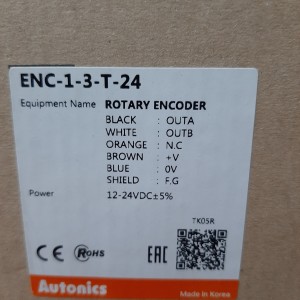 ENC-1-3-T-24
Equipment Name ROTARY ENCODER
BLACK : OUTA
WHITE : OUTB
ORANGE : N.C
BROWN : +V
BLUE : 0V
SHIELD : F.G
Power 12-24VDC±5%
TK05R
CE RoHS EAC
Autonics Made in Korea